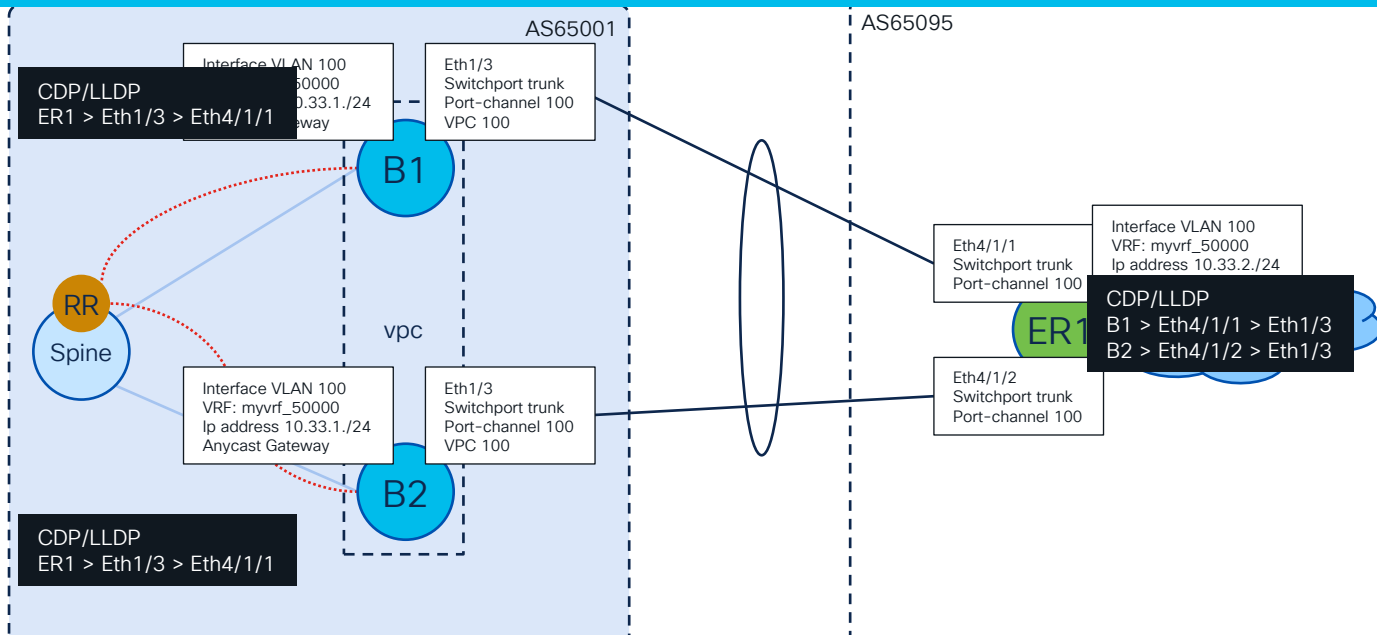 AS65001
AS65095
Interface VLAN 100
50000
0.33.1./24
eway
CDP/LLDP
ER1 > Eth1/3 > Eth4/1/1
Eth1/3
Switchport trunk
Port-channel 100
VPC 100
B1
RR
Spine
vpc
Interface VLAN 100
VRF: myvrf_50000
Ip address 10.33.1./24
Anycast Gateway
Eth1/3
Switchport trunk
Port-channel 100
VPC 100
B2
CDP/LLDP
ER1 > Eth1/3 > Eth4/1/1
Eth4/1/1
Switchport trunk
Port-channel 100
Interface VLAN 100
VRF: myvrf_50000
Ip address 10.33.2./24
ER1
CDP/LLDP
B1 > Eth4/1/1 > Eth1/3
B2 > Eth4/1/2 > Eth1/3
Eth4/1/2
Switchport trunk
Port-channel 100